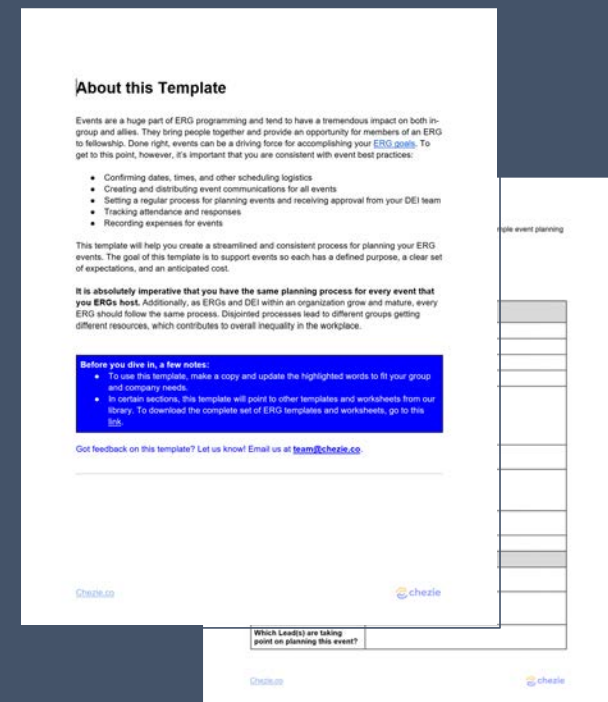 About this Template
Events are a huge part of ERG programming and tend to have a tremendous impact on both in-
group and allies. They bring people together and provide an opportunity for members of an ERG
to fellowship. Done right, events can be a driving force for accomplishing your ERG goals. To
get to this point, however, it's important that you are consistent with event best practices:
● Confirming dates, times, and other scheduling logistics
● Creating and distributing event communications for all events
● Setting a regular process for planning events and receiving approval from your DEI team
● Tracking attendance and responses
● Recording expenses for events
This template will help you create a streamlined and consistent process for planning your ERG
events. The goal of this template is to support events so each has a defined purpose, a clear set
of expectations, and an anticipated cost.
It is absolutely imperative that you have the same planning process for every event that
you ERGs host. Additionally, as ERGs and DEI within an organization grow and mature, every
ERG should follow the same process. Disjointed processes lead to different groups getting
different resources, which contributes to overall inequality in the workplace.
Before you dive in, a few notes:
● To use this template, make a copy and update the highlighted words to fit your group
and company needs.
● In certain sections, this template will point to other templates and worksheets from our
library. To download the complete set of ERG templates and worksheets, go to this
link.
Got feedback on this template? Let us know! Email us at team@chezie.co.
Chezie.co
chezie
event planning
Which Lead(s) are taking
point on planning this event?
Chezie.co
chezie